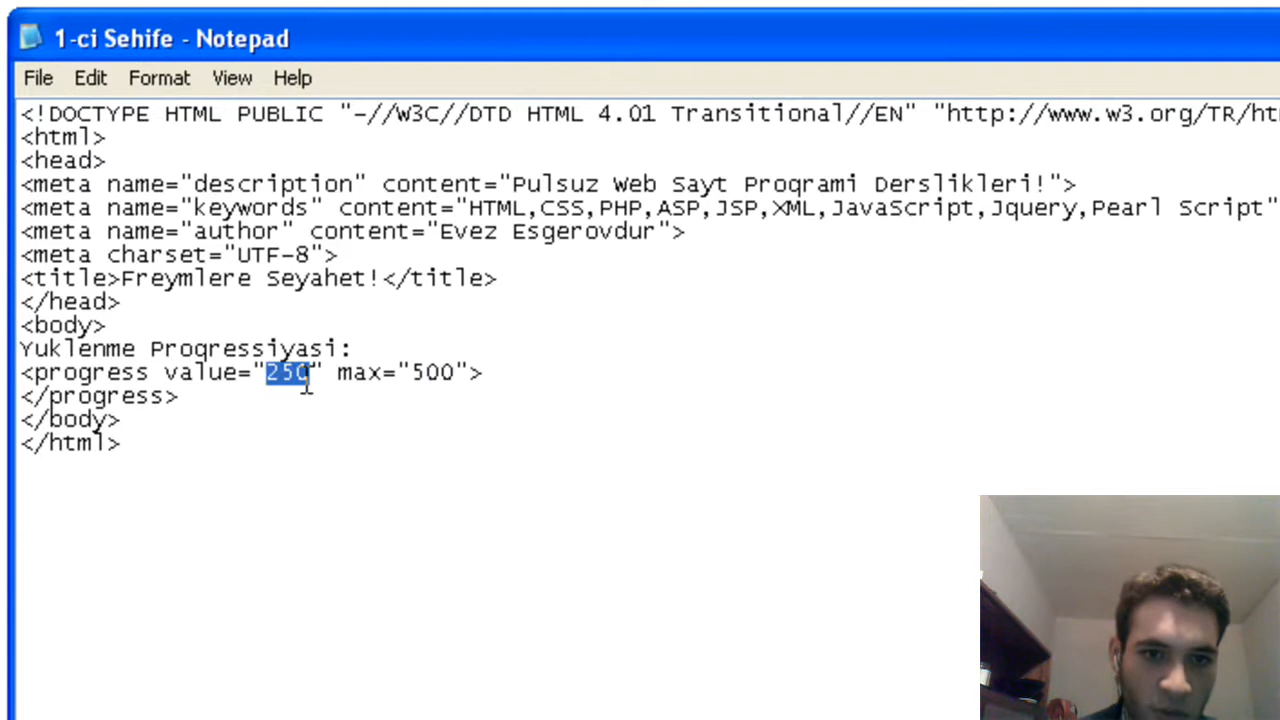 1-ci Sehife - Notepad
File Edit Format View Help
<!DOCTYPE HTML PUBLIC "-//W3C//DTD HTML 4.01 Transitional//EN" "http://www.w3.org/TR/ht
<html>
<head>
<meta name="description" content="Pulsuz Web Sayt Proqrami Derslikleri!">
<meta name="keywords" content="HTML,CSS,PHP,ASP,JSP,XML,JavaScript,Jquery,Pearl Script"
<meta name="author" content="Evez Esgerovdur">
<meta charset="UTF-8">
<title>Freymlere Seyahet!</title>
</head>
<body>
Yuklenme Proqressiyasi:
<progress value="250" max="500">
</progress>
</body>
</html>